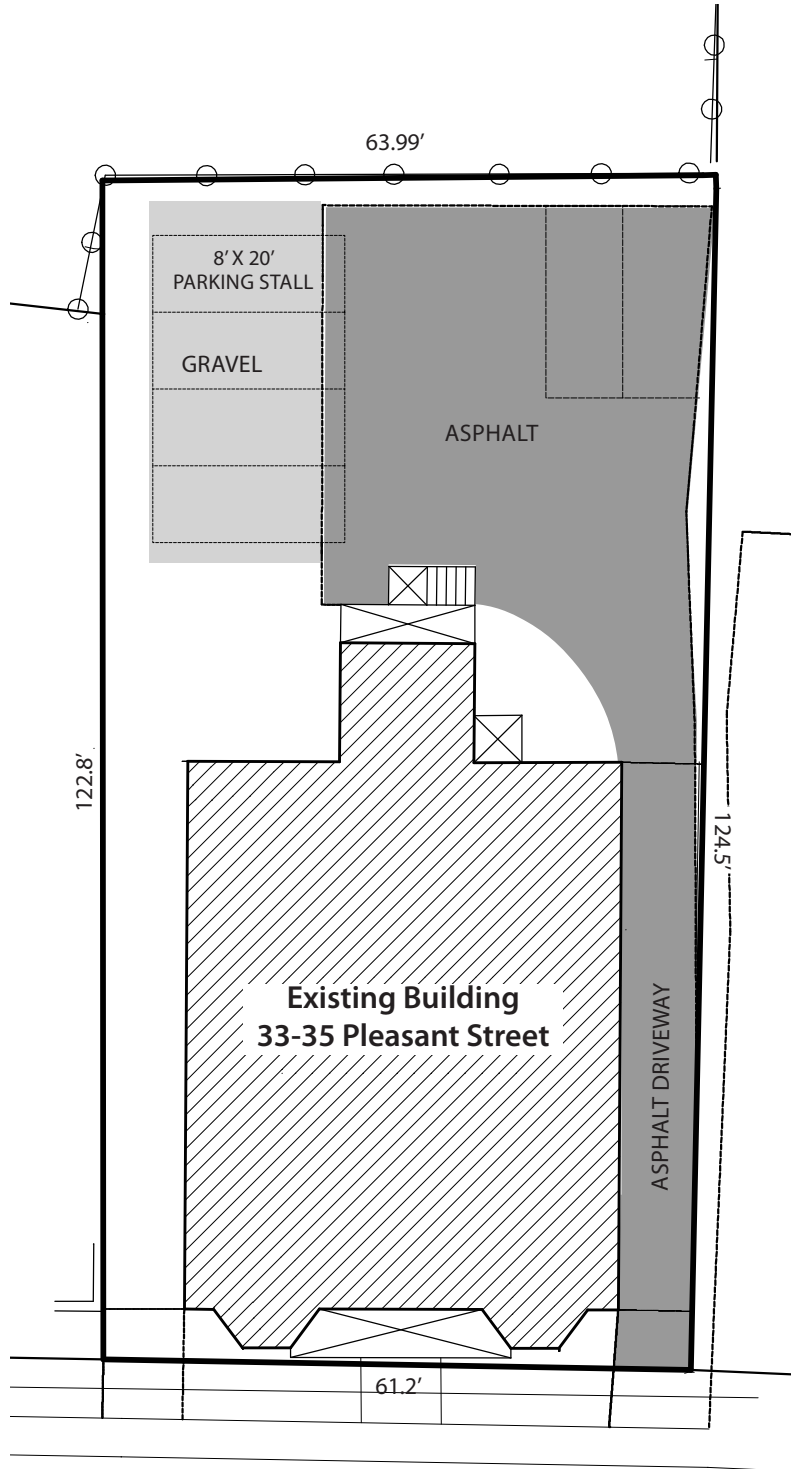 63.99’
8’ X 20’
PARKING STALL
GRAVEL
ASPHALT
122.8’
124.5’
Existing Building
33-35 Pleasant Street
ASPHALT DRIVEWAY
61.2’